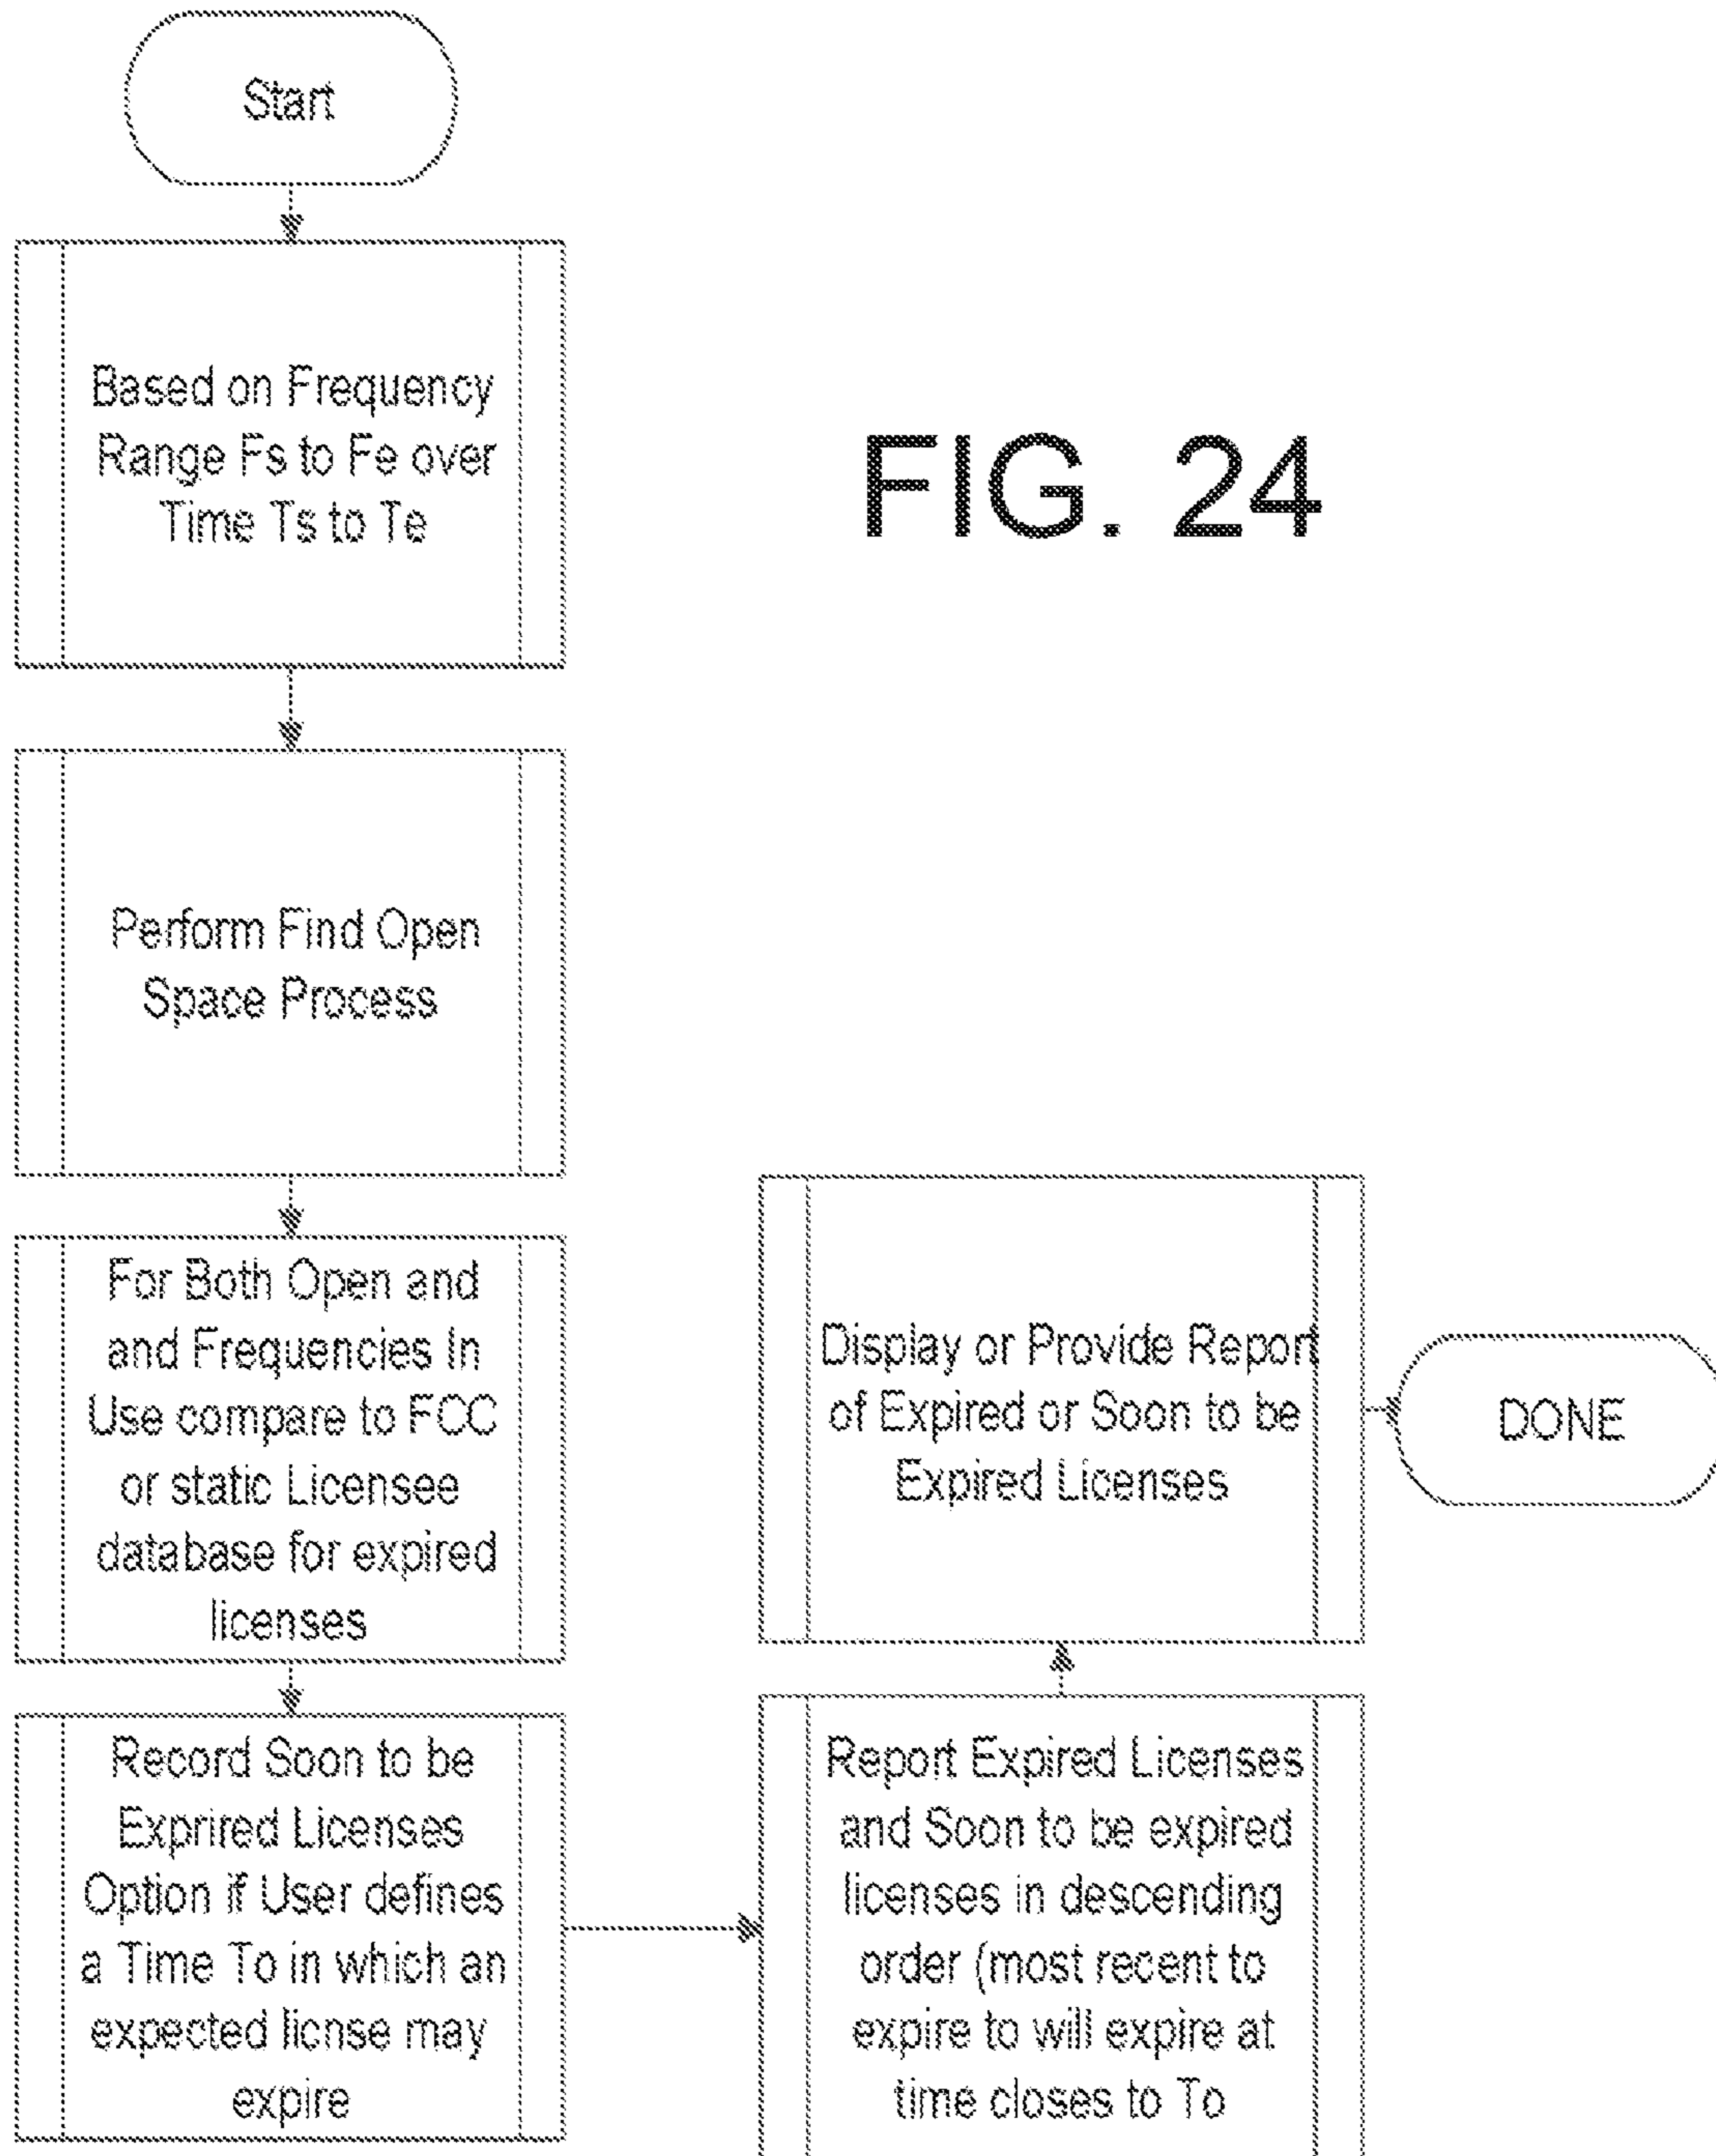 Start
Based on Frequency
Range Fs to Fe over
Time Ts to Te
FIG. 24
Perform Find Open
Space Process
For Both Open and
and Frequencies In
Use compare to FCC
or static Licensee
database for expired
licenses
Record Soon to be
Exprired Licenses
Option if User defines
a Time To in which an
expected licnse may
expire
Report Expired Licenses
and Soon to be expired
licenses in descending
order (most recent to
expire to will expire at
time closes to To
Display or Provide Report
of Expired or Soon to be
Expired Licenses
DONE